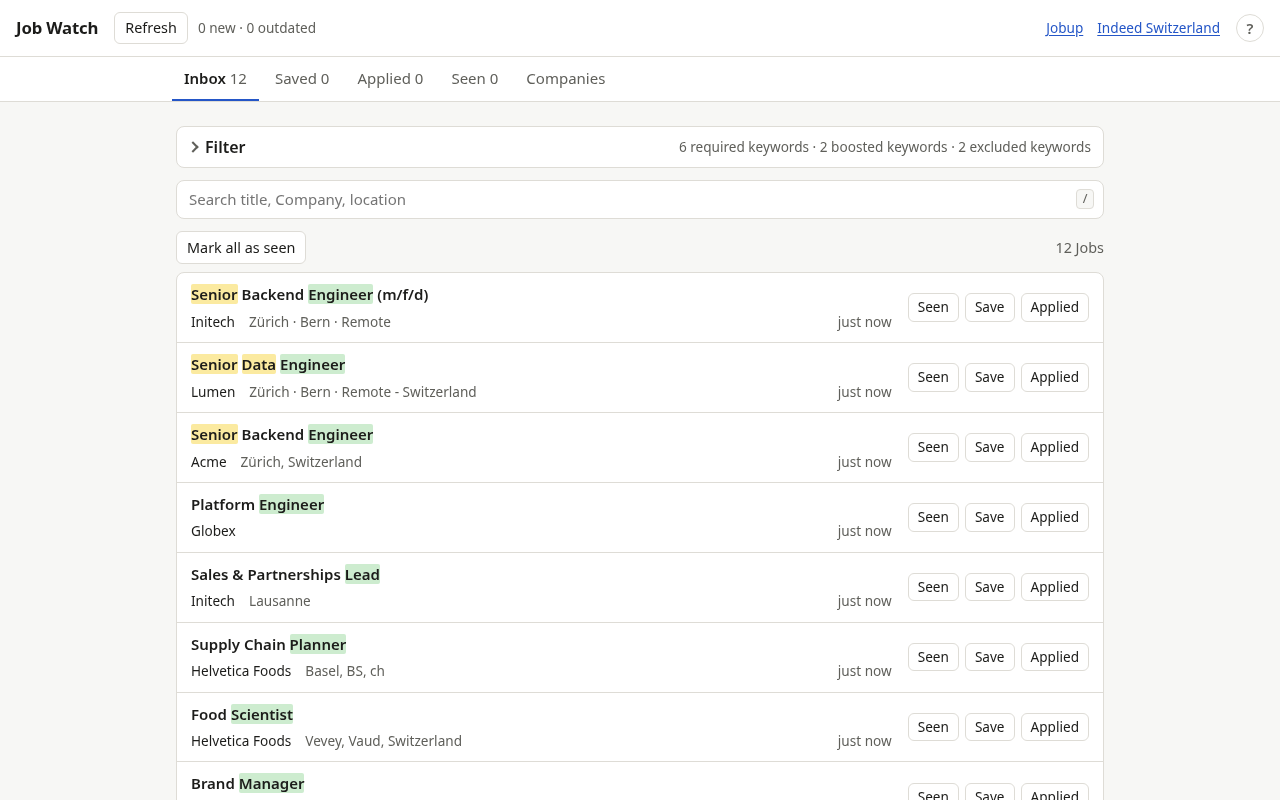 Job Watch Refresh 0 new · 0 outdated Jobup Indeed Switzerland ?
Inbox 12 Saved 0 Applied 0 Seen 0 Companies
Filter 6 required keywords · 2 boosted keywords · 2 excluded keywords
Search title, Company, location /
Mark all as seen 12 Jobs
Senior Backend Engineer (m/f/d)
Initech Zürich · Bern · Remote just now Seen Save Applied
Senior Data Engineer
Lumen Zürich · Bern · Remote - Switzerland just now Seen Save Applied
Senior Backend Engineer
Acme Zürich, Switzerland just now Seen Save Applied
Platform Engineer
Globex just now Seen Save Applied
Sales & Partnerships Lead
Initech Lausanne just now Seen Save Applied
Supply Chain Planner
Helvetica Foods Basel, BS, ch just now Seen Save Applied
Food Scientist
Helvetica Foods Vevey, Vaud, Switzerland just now Seen Save Applied
Brand Manager
Seen Save Applied